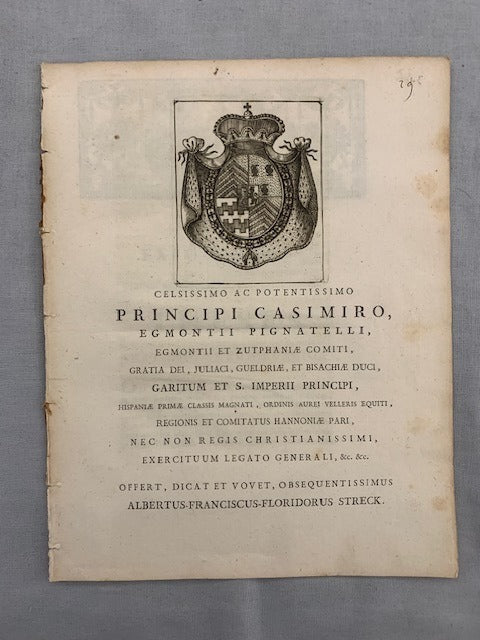 CELSISSIMO AC POTENTISSIMO
PRINCIPI CASIMIRO,
EGMONTII PIGNATELLI,
EGMONTII ET ZUTPHANIÆ COMITI,
GRATIA DEI, JULIACI, GUELDRIÆ, ET BISACHIÆ DUCI,
GARITUM ET S. IMPERII PRINCIPI,
HISPANIÆ PRIMÆ CLASSIS MAGNATI, ORDINIS AUREI VELLERIS EQUITI,
REGIONIS ET COMITATUS HANNONIÆ PARI,
NEC NON REGIS CHRISTIANISSIMI,
EXERCITUUM LEGATO GENERALI, &c. &c.
OFFERT, DICAT ET VOVET, OBSEQUENTISSIMUS
ALBERTUS-FRANCISCUS-FLORIDORUS STRECK.